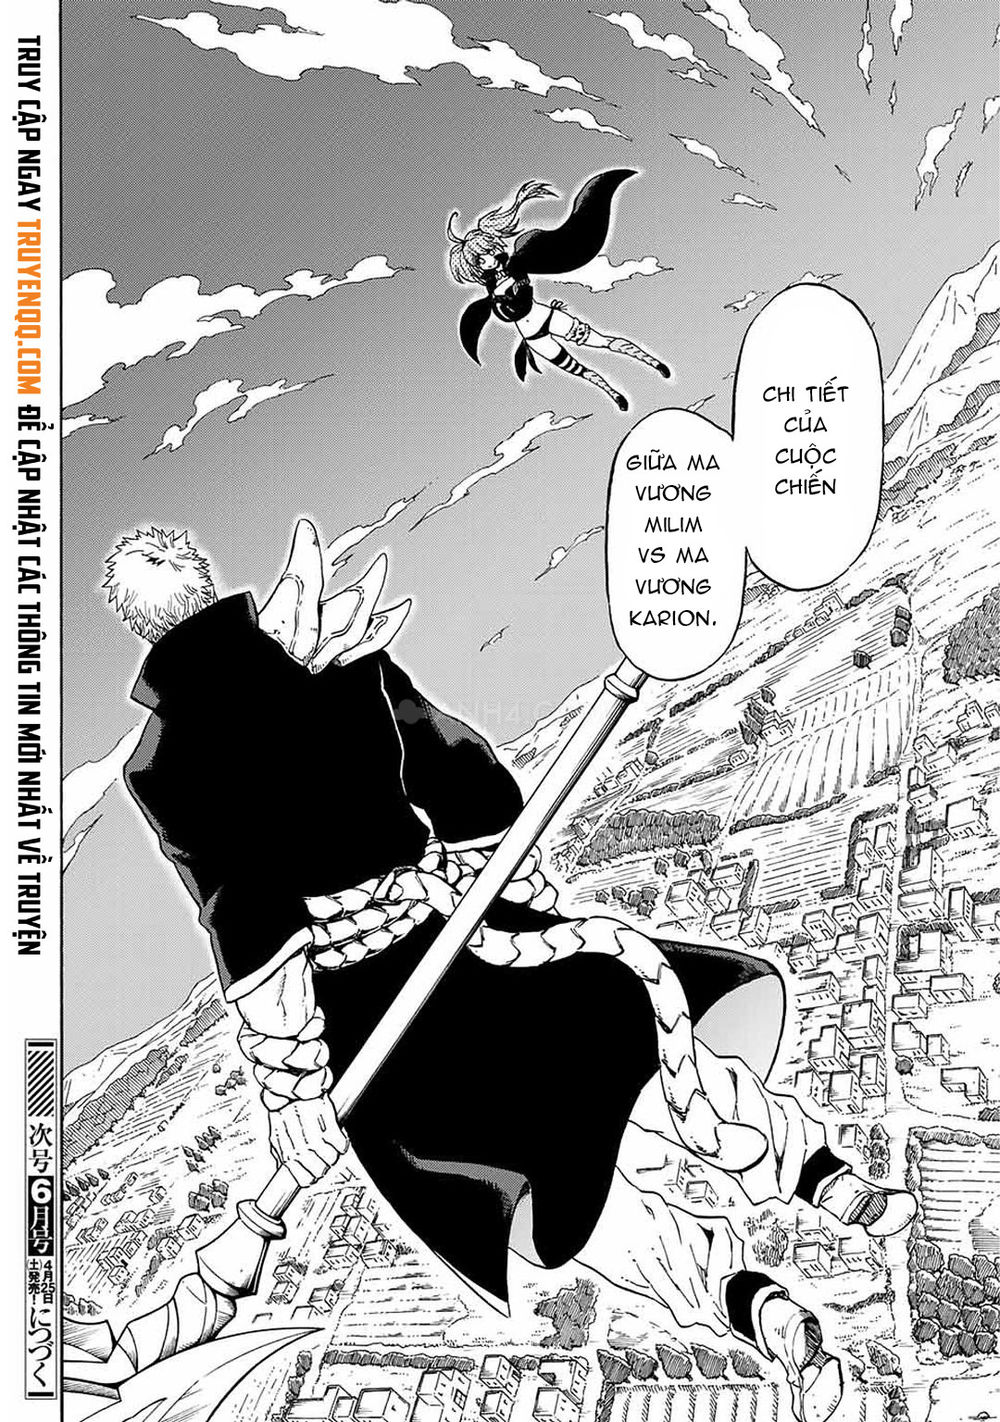 TRUY CẬP NGAY TRUYENQQ.COM ĐỂ CẬP NHẬT CÁC THÔNG TIN MỚI NHẤT VỀ TRUYỆN
CHI TIẾT
CỦA
CUỘC
CHIẾN
GIỮA MA
VƯƠNG
MILIM
VS MA
VƯƠNG
KARION.
次号6月号4月25日(土)発売!につづく